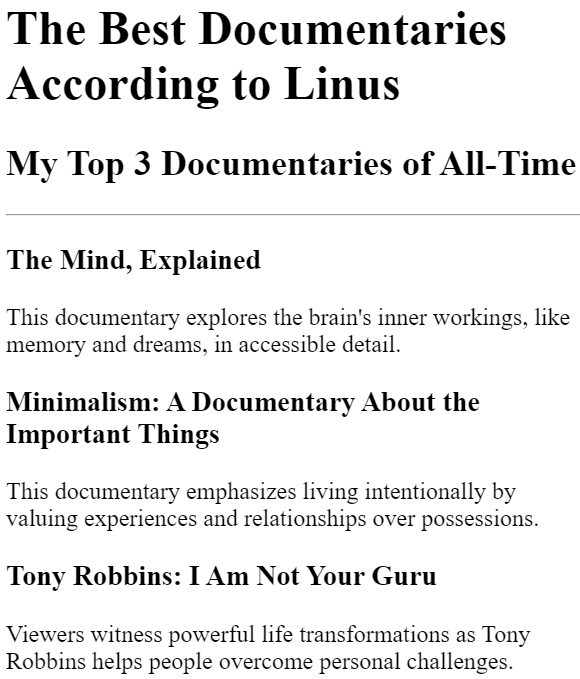 The Best Documentaries
According to Linus
My Top 3 Documentaries of All-Time
The Mind, Explained
This documentary explores the brain's inner workings, like
memory and dreams, in accessible detail.
Minimalism: A Documentary About the
Important Things
This documentary emphasizes living intentionally by
valuing experiences and relationships over possessions.
Tony Robbins: I Am Not Your Guru
Viewers witness powerful life transformations as Tony
Robbins helps people overcome personal challenges.